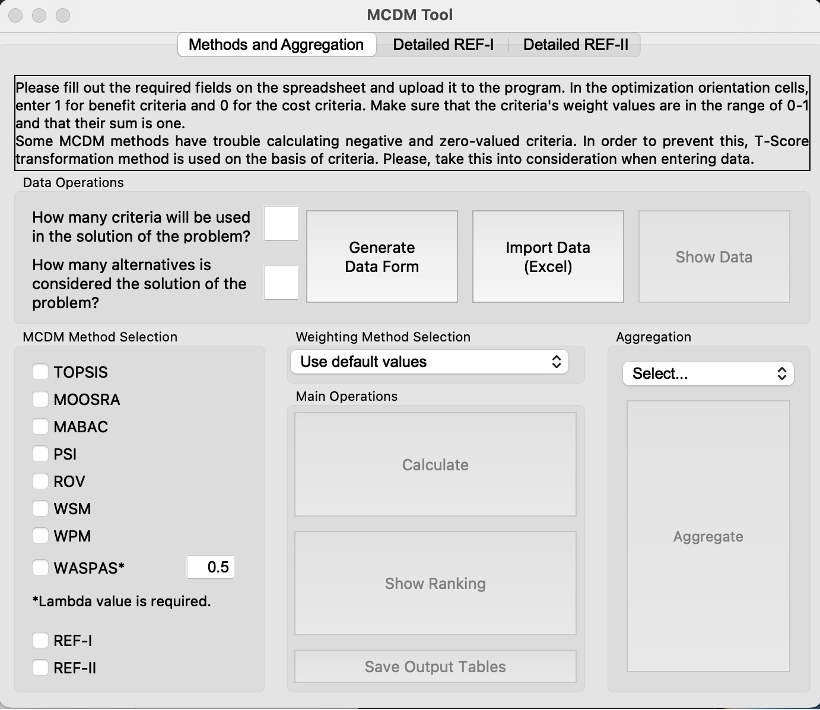 MCDM Tool
Methods and Aggregation
Detailed REF-I
Detailed REF-II
Please fill out the required fields on the spreadsheet and upload it to the program. In the optimization orientation cells,
enter 1 for benefit criteria and 0 for the cost criteria. Make sure that the criteria's weight values are in the range of 0-1
and that their sum is one.
Some MCDM methods have trouble calculating negative and zero-valued criteria. In order to prevent this, T-Score
transformation method is used on the basis of criteria. Please, take this into consideration when entering data.
Data Operations
How many criteria will be used
in the solution of the problem?
How many alternatives is
considered the solution of the
problem?
Generate
Data Form
Import Data
(Excel)
Show Data
MCDM Method Selection
TOPSIS
MOOSRA
MABAC
PSI
ROV
WSM
WPM
WASPAS*
0.5
*Lambda value is required.
REF-I
REF-II
Weighting Method Selection
Use default values
Main Operations
Calculate
Show Ranking
Save Output Tables
Aggregation
Select...
Aggregate